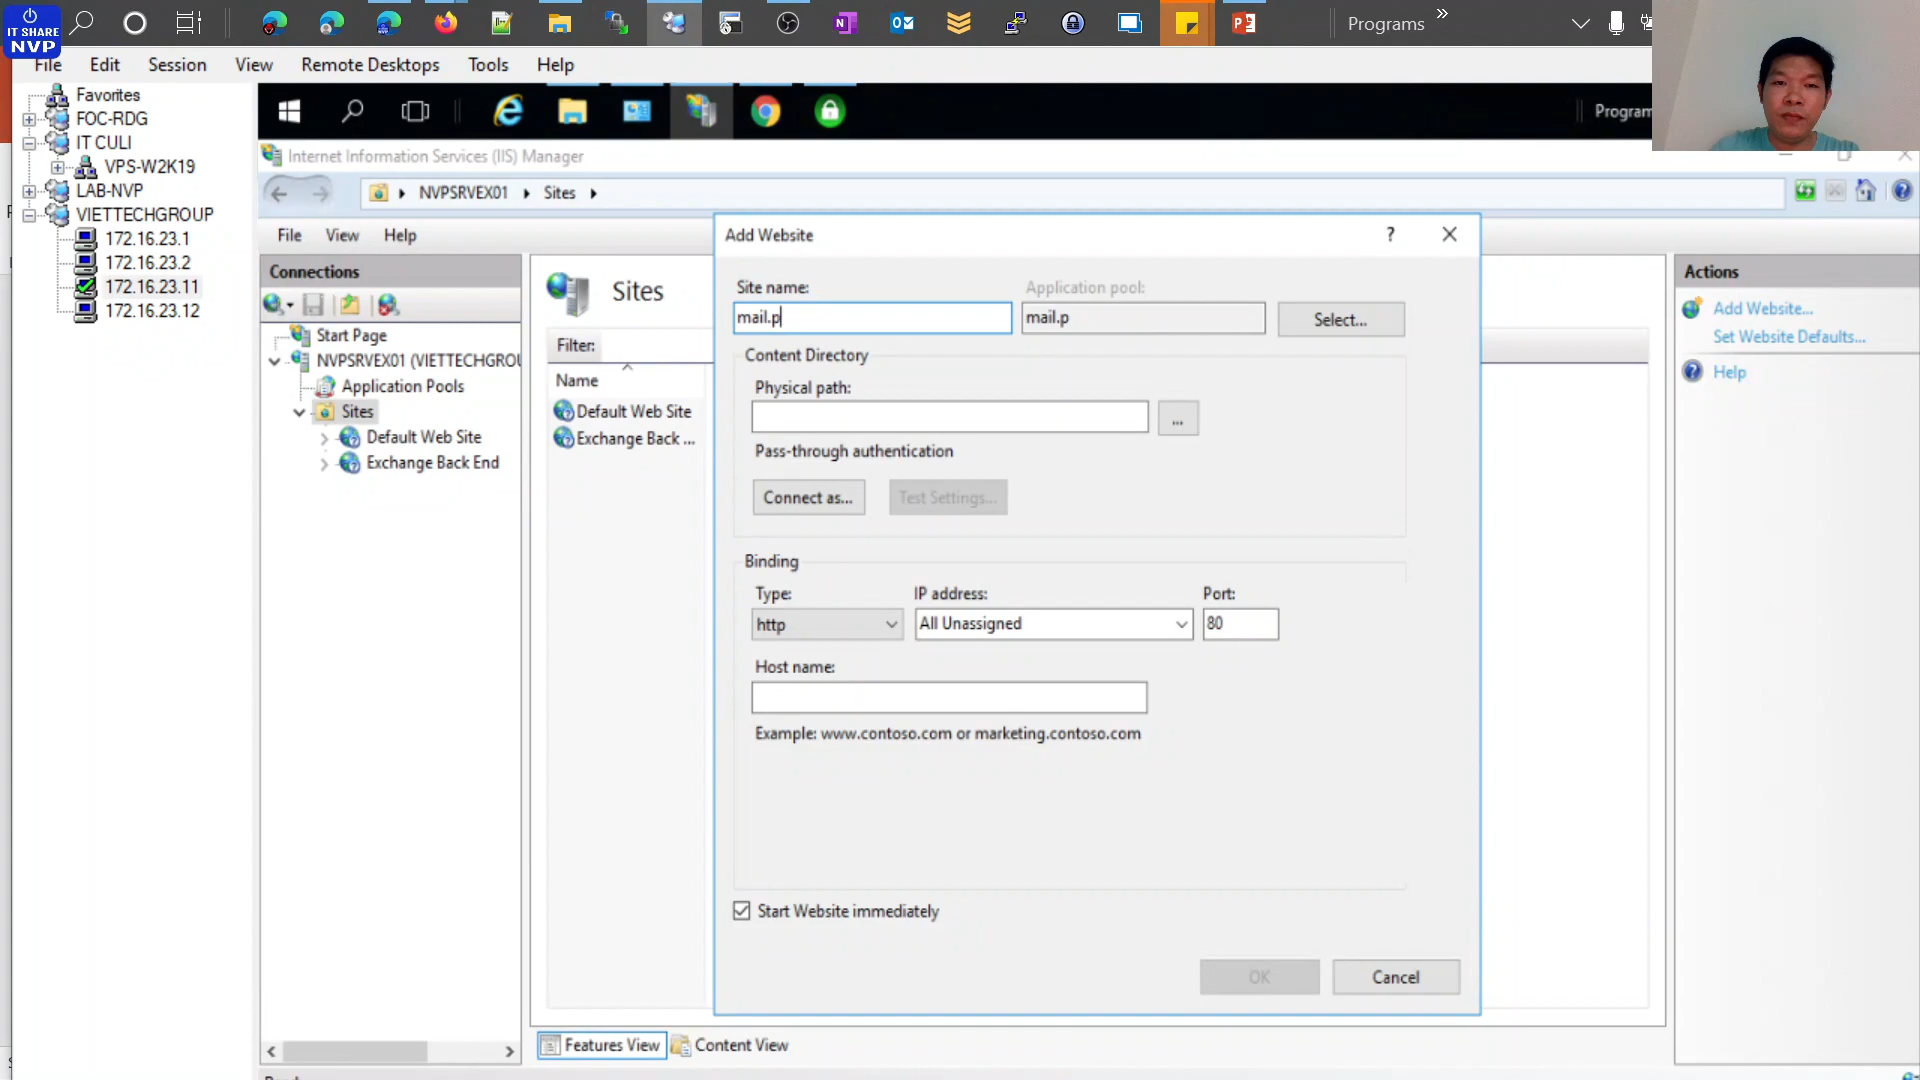 IT SHARE
NVP
Programs
File Edit Session View Remote Desktops Tools Help
Favorites
FOC-RDG
IT CULI
VPS-W2K19
LAB-NVP
VIETTECHGROUP
172.16.23.1
172.16.23.2
172.16.23.11
172.16.23.12
Internet Information Services (IIS) Manager
NVPSRVEX01 Sites
File View Help
Connections
Start Page
NVPSRVEX01 (VIETTECHGROU
Application Pools
Sites
Default Web Site
Exchange Back End
Sites
Filter:
Name
Default Web Site
Exchange Back ...
Features View Content View
Add Website
Site name:
mail.p
Application pool:
mail.p
Select...
Content Directory
Physical path:
...
Pass-through authentication
Connect as...
Test Settings...
Binding
Type:
http
IP address:
All Unassigned
Port:
80
Host name:
Example: www.contoso.com or marketing.contoso.com
Start Website immediately
OK
Cancel
Actions
Add Website...
Set Website Defaults...
Help